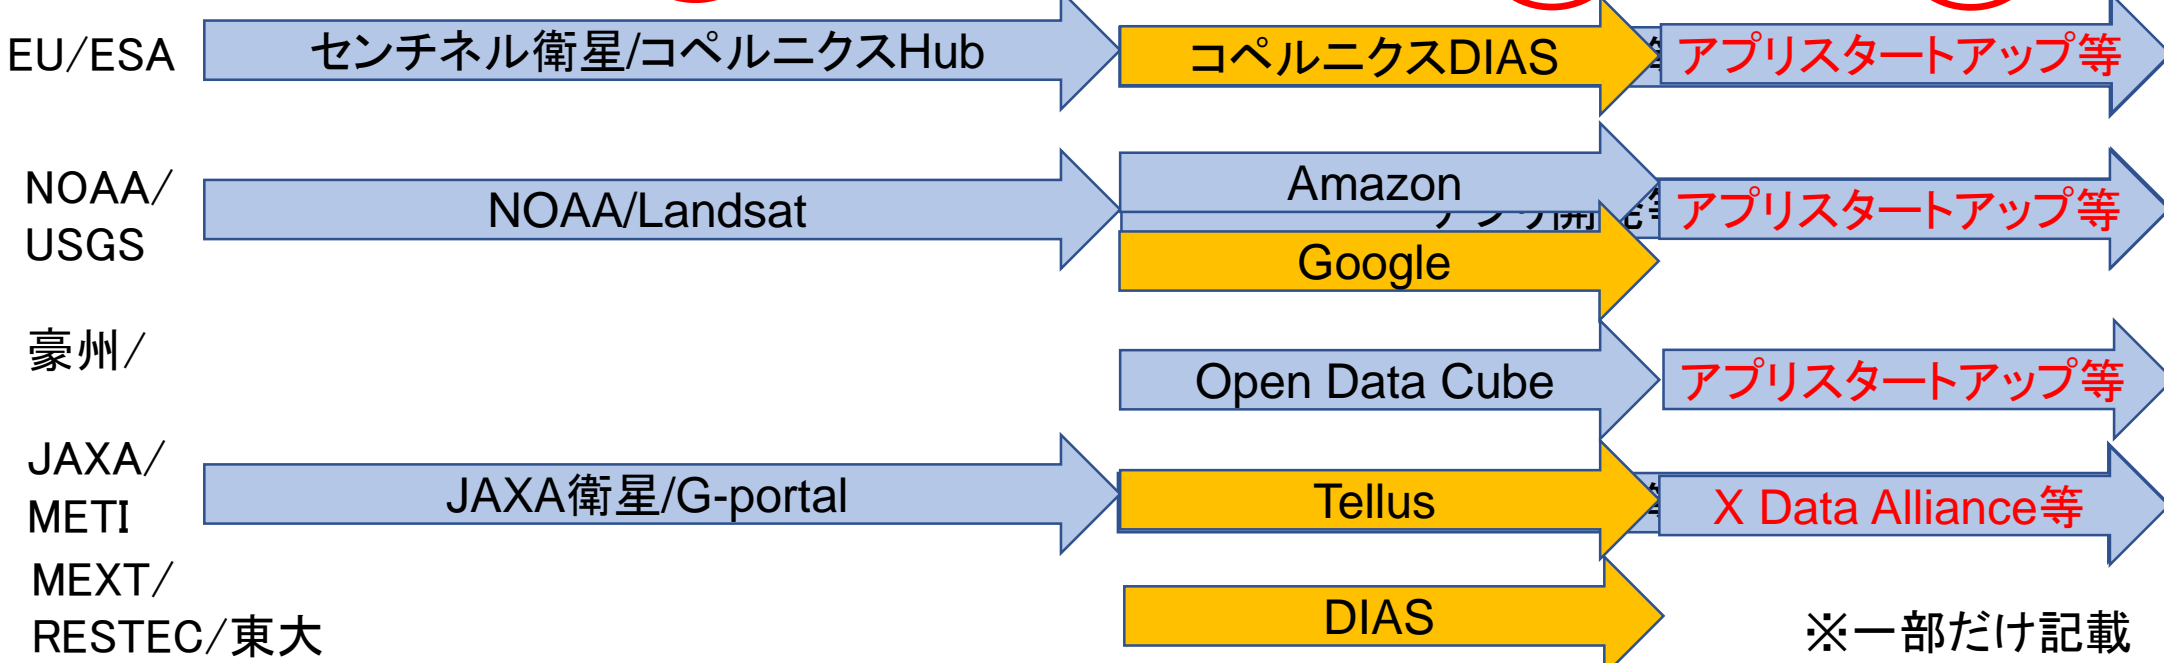 EU/ESA
センチネル衛星/コペルニクスHub
コペルニクスDIAS
アプリスタートアップ等
NOAA/
USGS
NOAA/Landsat
Amazon
Google
アプリスタートアップ等
豪州/
Open Data Cube
アプリスタートアップ等
JAXA/
METI
JAXA衛星/G-portal
Tellus
X Data Alliance等
MEXT/
RESTEC/東大
DIAS
※一部だけ記載